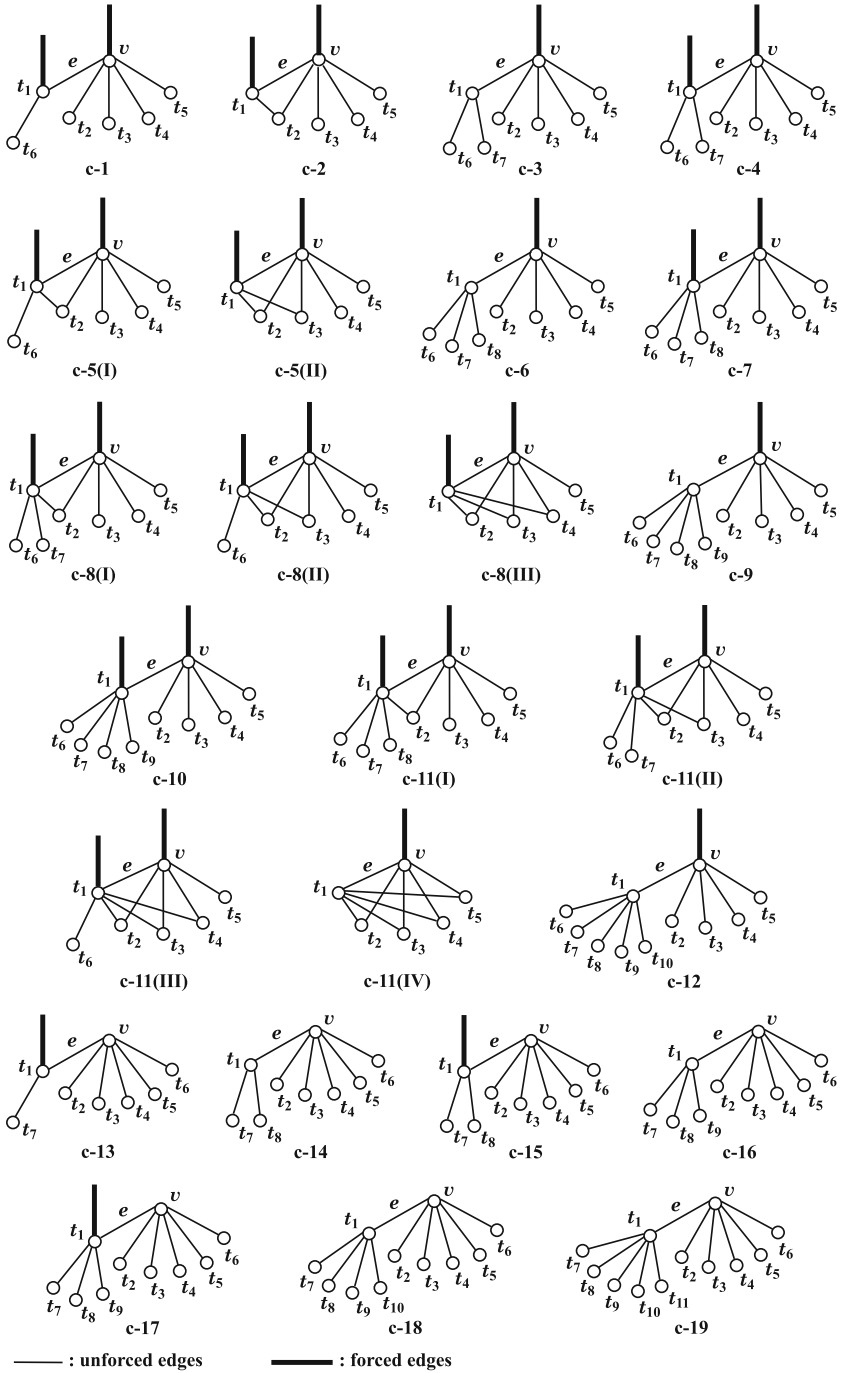 e v
t1 t2 t3 t4 t5
t6
c-1
e v
t1 t2 t3 t4 t5
c-2
e v
t1 t2 t3 t4 t5
t6 t7
c-3
e v
t1 t2 t3 t4 t5
t6 t7
c-4
e v
t1 t2 t3 t4 t5
t6
c-5(I)
e v
t1 t2 t3 t4 t5
c-5(II)
e v
t1 t2 t3 t4 t5
t6 t7 t8
c-6
e v
t1 t2 t3 t4 t5
t6 t7 t8
c-7
e v
t1 t2 t3 t4 t5
t6 t7
c-8(I)
e v
t1 t2 t3 t4 t5
t6
c-8(II)
e v
t1 t2 t3 t4 t5
c-8(III)
e v
t1 t2 t3 t4 t5
t6 t7 t8 t9
c-9
e v
t1 t2 t3 t4 t5
t6 t7 t8 t9
c-10
e v
t1 t2 t3 t4 t5
t6 t7 t8
c-11(I)
e v
t1 t2 t3 t4 t5
t6 t7
c-11(II)
e v
t1 t2 t3 t4 t5
t6
c-11(III)
e v
t1 t2 t3 t4 t5
c-11(IV)
e v
t1 t2 t3 t4 t5
t6 t7 t8 t9 t10
c-12
e v
t1 t2 t3 t4 t5 t6
t7
c-13
e v
t1 t2 t3 t4 t5 t6
t7 t8
c-14
e v
t1 t2 t3 t4 t5 t6
t7 t8
c-15
e v
t1 t2 t3 t4 t5 t6
t7 t8 t9
c-16
e v
t1 t2 t3 t4 t5 t6
t7 t8 t9
c-17
e v
t1 t2 t3 t4 t5 t6
t7 t8 t9 t10
c-18
e v
t1 t2 t3 t4 t5 t6
t7 t8 t9 t10 t11
c-19
: unforced edges
: forced edges